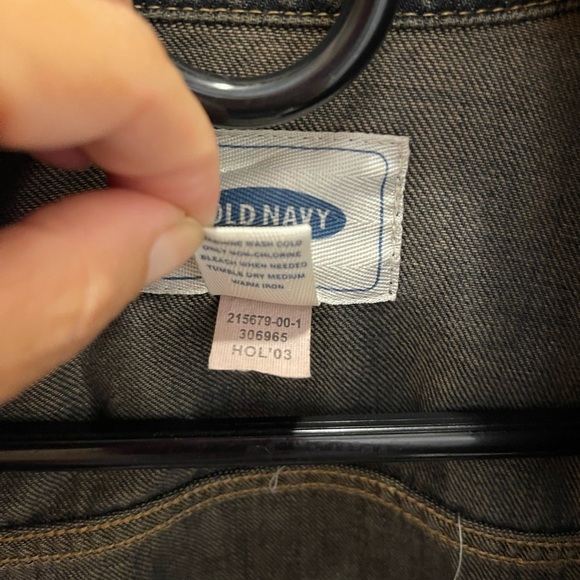 OLD NAVY
MACHINE WASH COLD
ONLY NON-CHLORINE
BLEACH WHEN NEEDED
TUMBLE DRY MEDIUM
WARM IRON
215679-00-1
306965
HOL'03